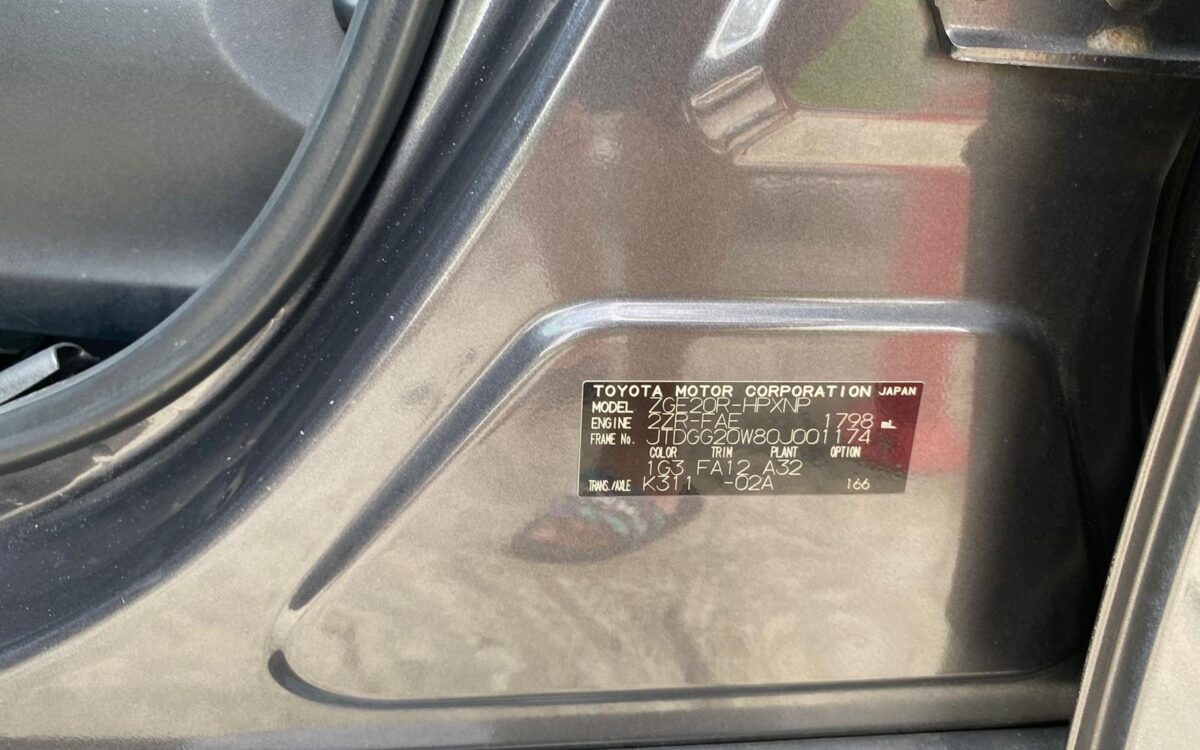 TOYOTA MOTOR CORPORATION JAPAN
MODEL ZGE20R-HPXNP
ENGINE 2ZR-FAE 1798 mL
FRAME No. JTDGG20W80J001174
COLOR TRIM PLANT OPTION
1G3 FA12 A32
TRANS./AXLE K311 -02A 166